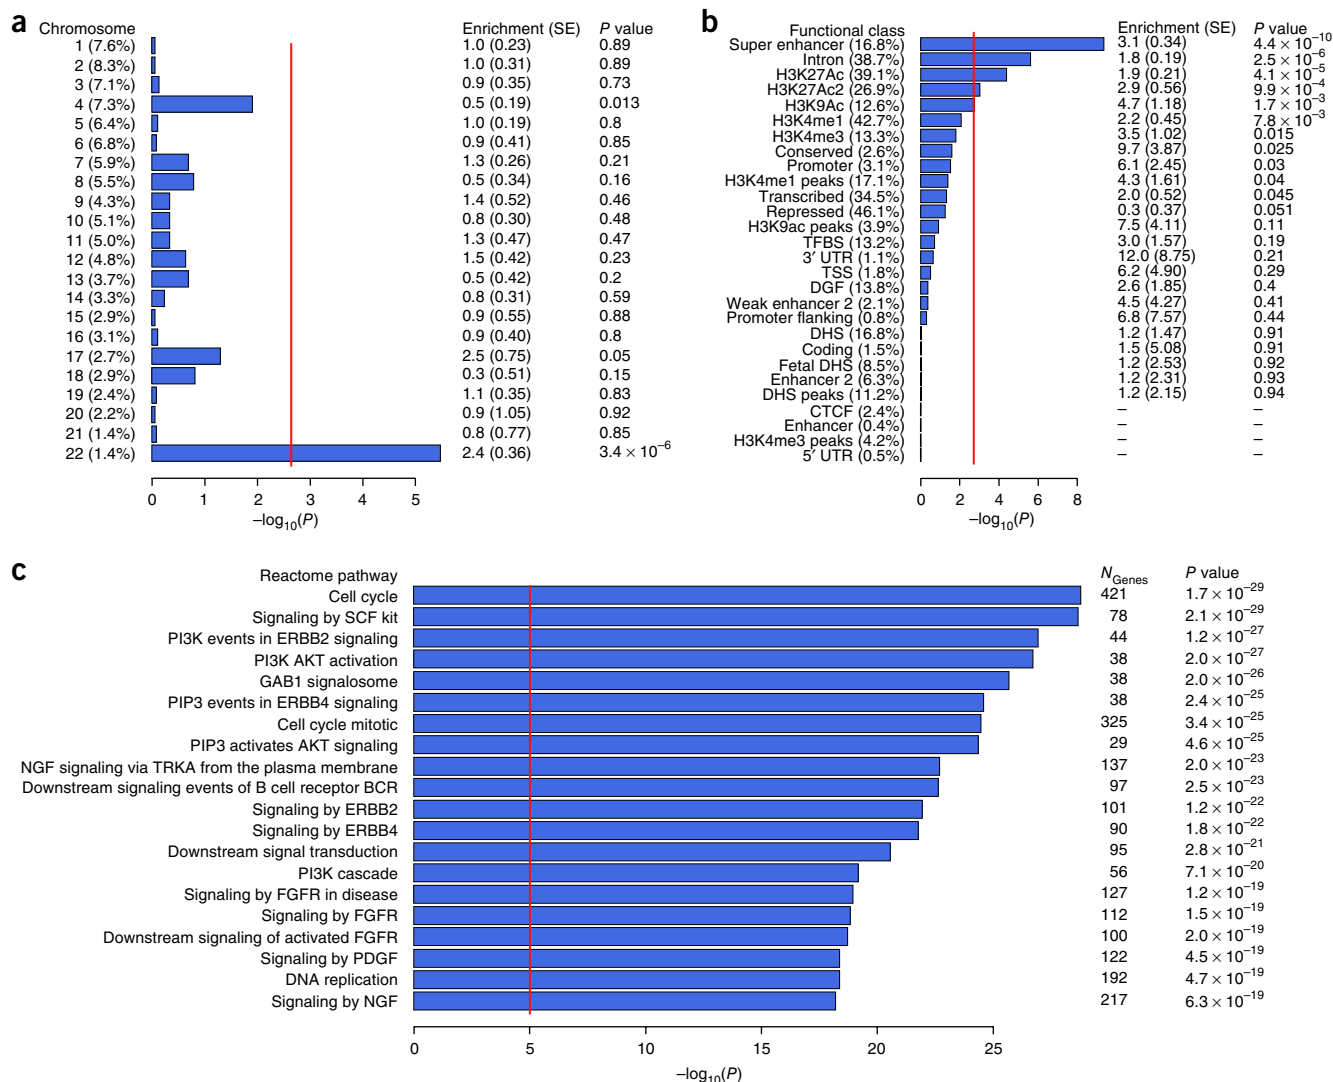 a
Chromosome Enrichment (SE) P value
1 (7.6%) 1.0 (0.23) 0.89
2 (8.3%) 1.0 (0.31) 0.89
3 (7.1%) 0.9 (0.35) 0.73
4 (7.3%) 0.5 (0.19) 0.013
5 (6.4%) 1.0 (0.19) 0.8
6 (6.8%) 0.9 (0.41) 0.85
7 (5.9%) 1.3 (0.26) 0.21
8 (5.5%) 0.5 (0.34) 0.16
9 (4.3%) 1.4 (0.52) 0.46
10 (5.1%) 0.8 (0.30) 0.48
11 (5.0%) 1.3 (0.47) 0.47
12 (4.8%) 1.5 (0.42) 0.23
13 (3.7%) 0.5 (0.42) 0.2
14 (3.3%) 0.8 (0.31) 0.59
15 (2.9%) 0.9 (0.55) 0.88
16 (3.1%) 0.9 (0.40) 0.8
17 (2.7%) 2.5 (0.75) 0.05
18 (2.9%) 0.3 (0.51) 0.15
19 (2.4%) 1.1 (0.35) 0.83
20 (2.2%) 0.9 (1.05) 0.92
21 (1.4%) 0.8 (0.77) 0.85
22 (1.4%) 2.4 (0.36) 3.4 × 10⁻⁶
0 1 2 3 4 5
–log₁₀(P)
b
Functional class Enrichment (SE) P value
Super enhancer (16.8%) 3.1 (0.34) 4.4 × 10⁻¹⁰
Intron (38.7%) 1.8 (0.19) 2.5 × 10⁻⁶
H3K27Ac (39.1%) 1.9 (0.21) 4.1 × 10⁻⁵
H3K27Ac2 (26.9%) 2.9 (0.56) 9.9 × 10⁻⁴
H3K9Ac (12.6%) 4.7 (1.18) 1.7 × 10⁻³
H3K4me1 (42.7%) 2.2 (0.45) 7.8 × 10⁻³
H3K4me3 (13.3%) 3.5 (1.02) 0.015
Conserved (2.6%) 9.7 (3.87) 0.025
Promoter (3.1%) 6.1 (2.45) 0.03
H3K4me1 peaks (17.1%) 4.3 (1.61) 0.04
Transcribed (34.5%) 2.0 (0.52) 0.045
Repressed (46.1%) 0.3 (0.37) 0.051
H3K9ac peaks (3.9%) 7.5 (4.11) 0.11
TFBS (13.2%) 3.0 (1.57) 0.19
3′ UTR (1.1%) 12.0 (8.75) 0.21
TSS (1.8%) 6.2 (4.90) 0.29
DGF (13.8%) 2.6 (1.85) 0.4
Weak enhancer 2 (2.1%) 4.5 (4.27) 0.41
Promoter flanking (0.8%) 6.8 (7.57) 0.44
DHS (16.8%) 1.2 (1.47) 0.91
Coding (1.5%) 1.5 (5.08) 0.91
Fetal DHS (8.5%) 1.2 (2.53) 0.92
Enhancer 2 (6.3%) 1.2 (2.31) 0.93
DHS peaks (11.2%) 1.2 (2.15) 0.94
CTCF (2.4%) – –
Enhancer (0.4%) – –
H3K4me3 peaks (4.2%) – –
5′ UTR (0.5%) – –
0 2 4 6 8
–log₁₀(P)
c
Reactome pathway N_Genes P value
Cell cycle 421 1.7 × 10⁻²⁹
Signaling by SCF kit 78 2.1 × 10⁻²⁹
PI3K events in ERBB2 signaling 44 1.2 × 10⁻²⁷
PI3K AKT activation 38 2.0 × 10⁻²⁷
GAB1 signalosome 38 2.0 × 10⁻²⁶
PIP3 events in ERBB4 signaling 38 2.4 × 10⁻²⁵
Cell cycle mitotic 325 3.4 × 10⁻²⁵
PIP3 activates AKT signaling 29 4.6 × 10⁻²⁵
NGF signaling via TRKA from the plasma membrane 137 2.0 × 10⁻²³
Downstream signaling events of B cell receptor BCR 97 2.5 × 10⁻²³
Signaling by ERBB2 101 1.2 × 10⁻²²
Signaling by ERBB4 90 1.8 × 10⁻²²
Downstream signal transduction 95 2.8 × 10⁻²¹
PI3K cascade 56 7.1 × 10⁻²⁰
Signaling by FGFR in disease 127 1.2 × 10⁻¹⁹
Signaling by FGFR 112 1.5 × 10⁻¹⁹
Downstream signaling of activated FGFR 100 2.0 × 10⁻¹⁹
Signaling by PDGF 122 4.5 × 10⁻¹⁹
DNA replication 192 4.7 × 10⁻¹⁹
Signaling by NGF 217 6.3 × 10⁻¹⁹
0 5 10 15 20 25
–log₁₀(P)